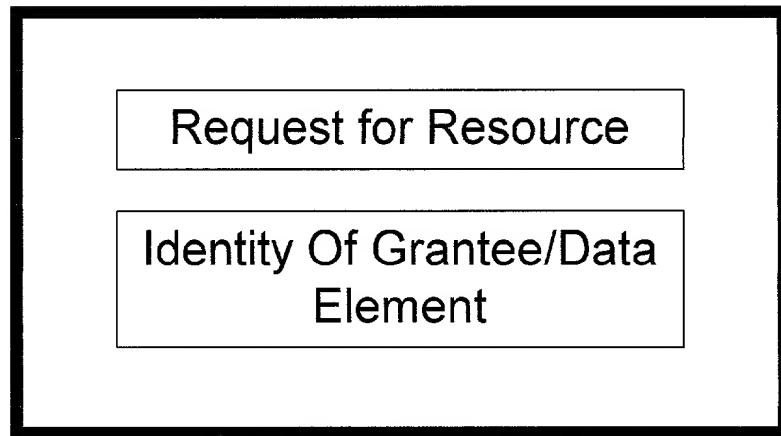 Request for Resource
Identity Of Grantee/Data
Element